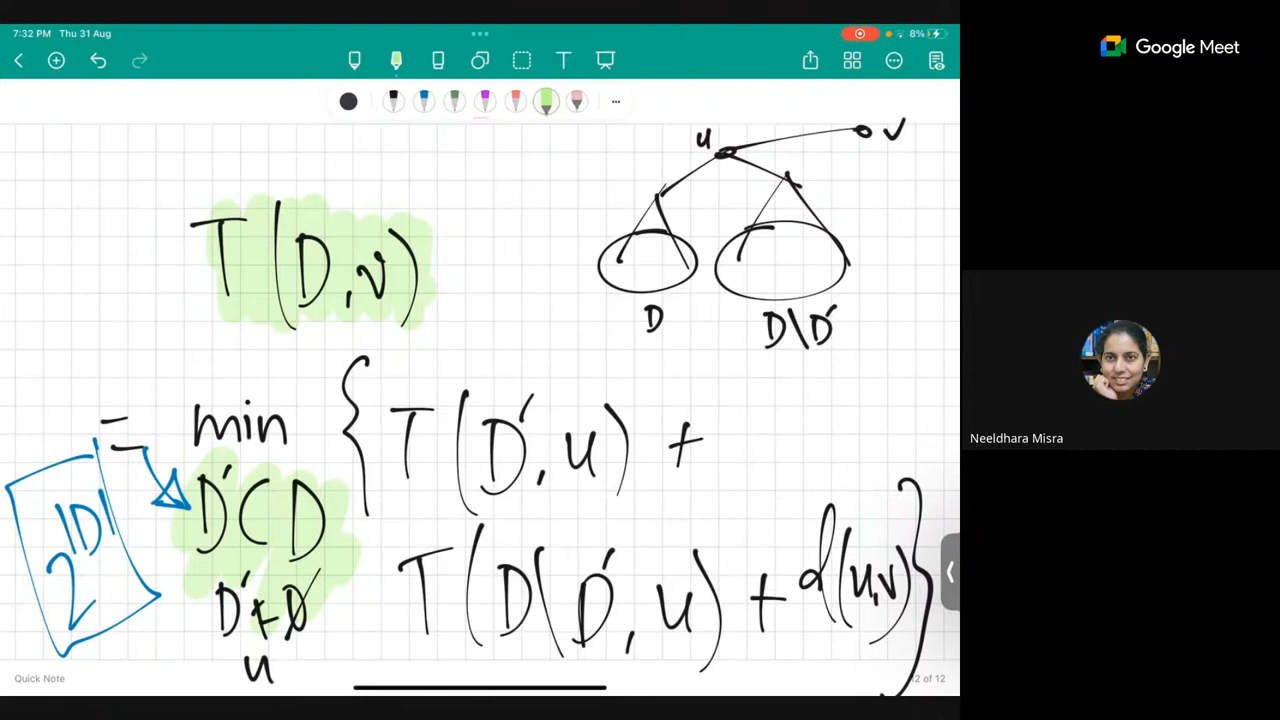 7:32 PM Thu 31 Aug
8%
Google Meet
T
u
v
T(D,v)
D
D\D'
= min { T(D',u) +
D' ⊂ D
2^|D|
T(D\D',u) + d(u,v) }
D' ≠ Ø
u
Neeldhara Misra
Quick Note
12 of 12